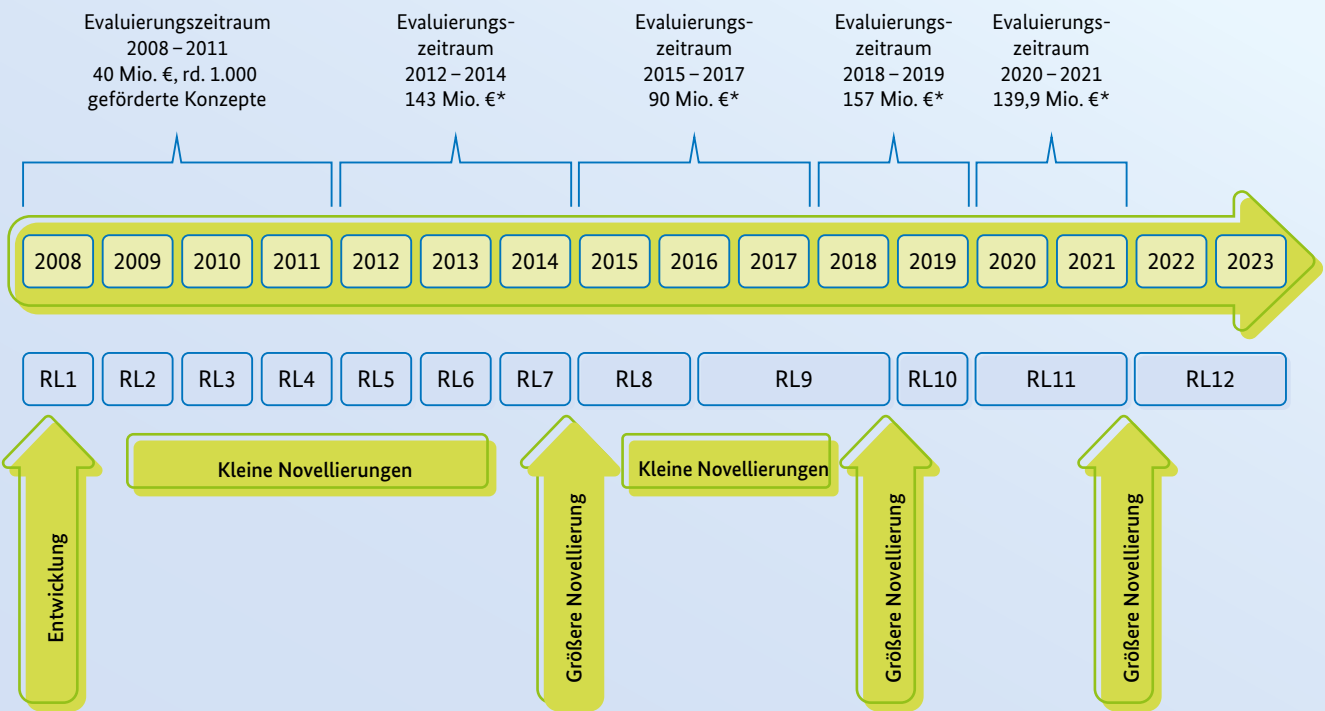 Evaluierungszeitraum
2008 – 2011
40 Mio. €, rd. 1.000
geförderte Konzepte
Evaluierungs-
zeitraum
2012 – 2014
143 Mio. €*
Evaluierungs-
zeitraum
2015 – 2017
90 Mio. €*
Evaluierungs-
zeitraum
2018 – 2019
157 Mio. €*
Evaluierungs-
zeitraum
2020 – 2021
139,9 Mio. €*
2008 2009 2010 2011 2012 2013 2014 2015 2016 2017 2018 2019 2020 2021 2022 2023
RL1 RL2 RL3 RL4 RL5 RL6 RL7 RL8 RL9 RL10 RL11 RL12
Kleine Novellierungen
Kleine Novellierungen
Entwicklung
Größere Novellierung
Größere Novellierung
Größere Novellierung